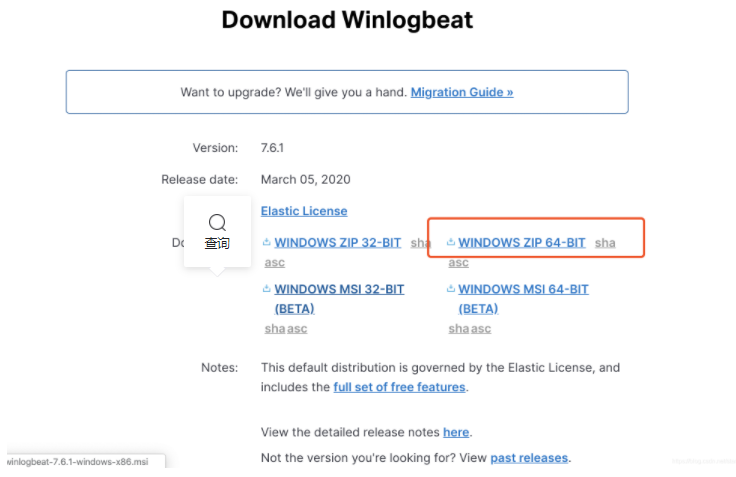 Download Winlogbeat
Want to upgrade? We'll give you a hand. Migration Guide »
Version: 7.6.1
Release date: March 05, 2020
Elastic License
查询
Do
WINDOWS ZIP 32-BIT sha
asc
WINDOWS ZIP 64-BIT sha
asc
WINDOWS MSI 32-BIT
(BETA)
sha asc
WINDOWS MSI 64-BIT
(BETA)
sha asc
Notes: This default distribution is governed by the Elastic License, and
includes the full set of free features.
View the detailed release notes here.
Not the version you're looking for? View past releases.
winlogbeat-7.6.1-windows-x86.msi